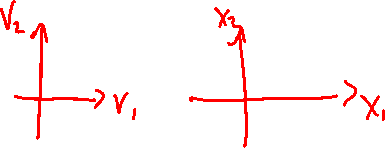 V₂ X₂
V₁ X₁